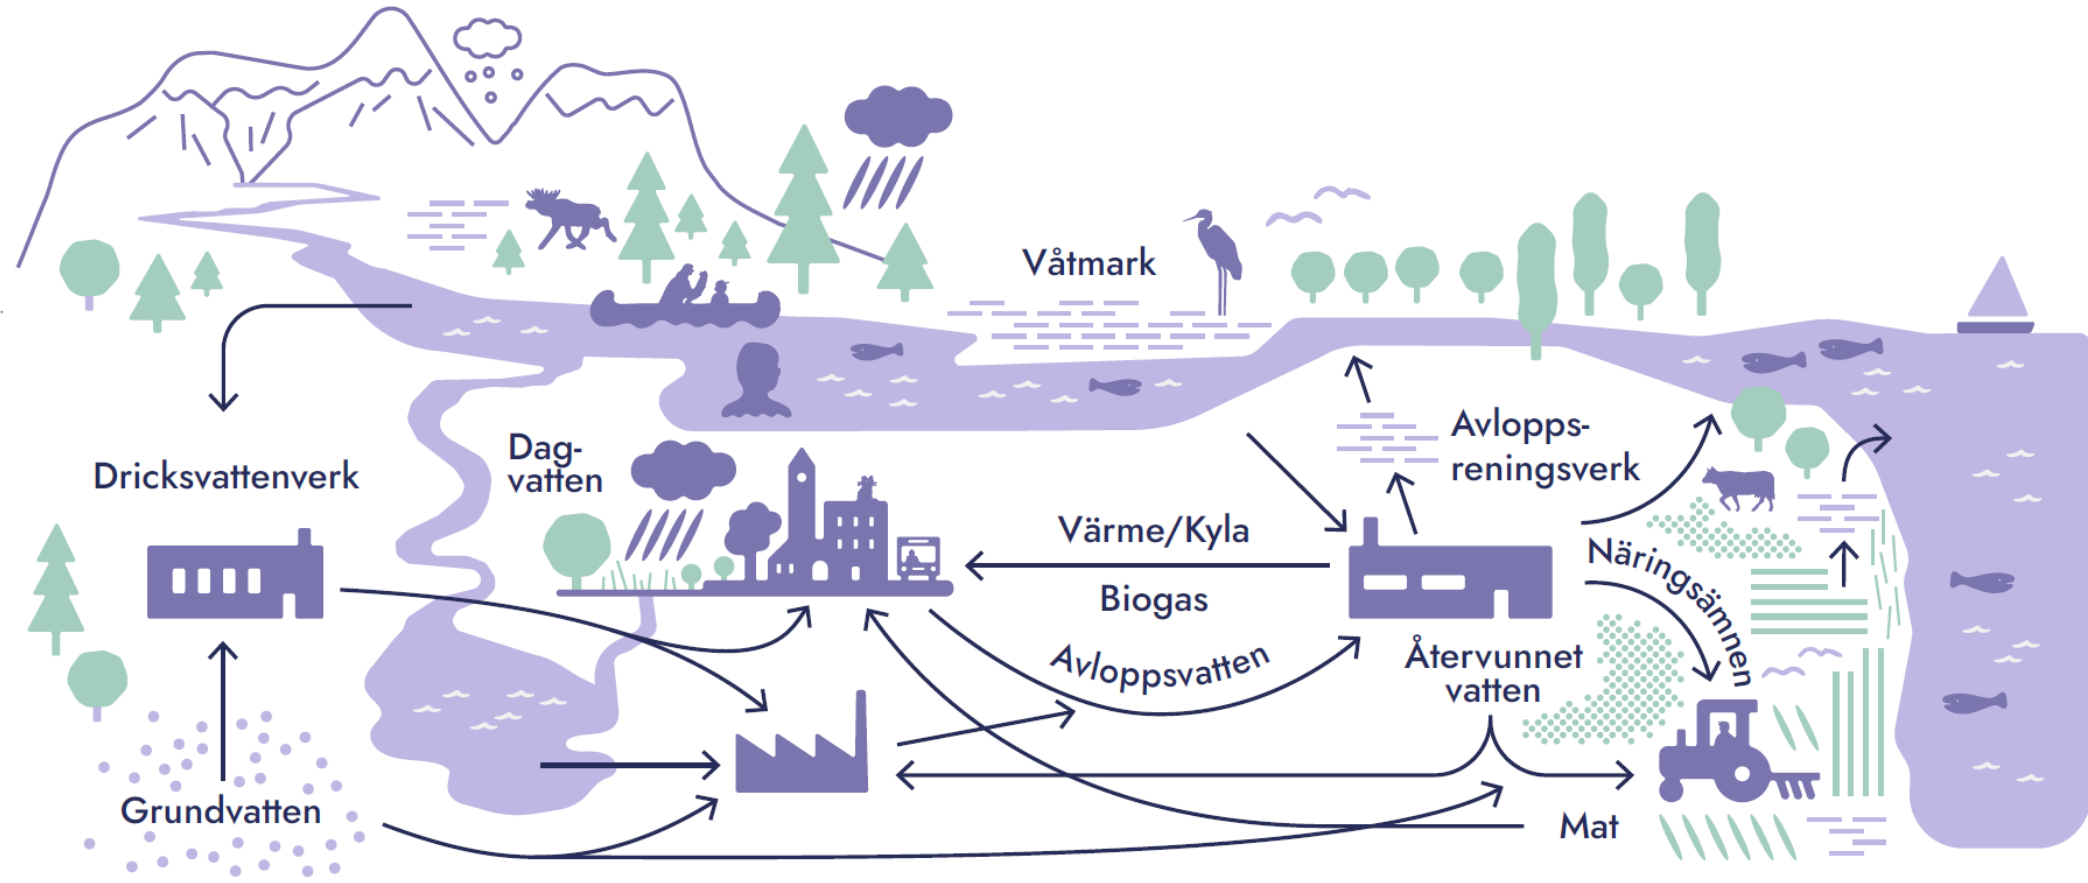 Våtmark
Avlopps-
reningsverk
Dag-
vatten
Dricksvattenverk
Värme/Kyla
Biogas
Näringsämnen
Avloppsvatten
Återvunnet
vatten
Grundvatten
Mat